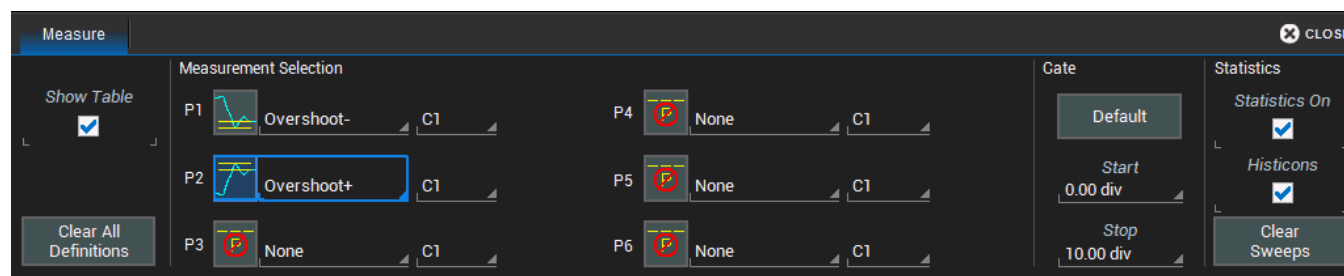 Measure
CLOSE
Show Table
Clear All
Definitions
Measurement Selection
P1 Overshoot- C1
P2 Overshoot+ C1
P3 None C1
P4 None C1
P5 None C1
P6 None C1
Gate
Default
Start
0.00 div
Stop
10.00 div
Statistics
Statistics On
Histicons
Clear
Sweeps